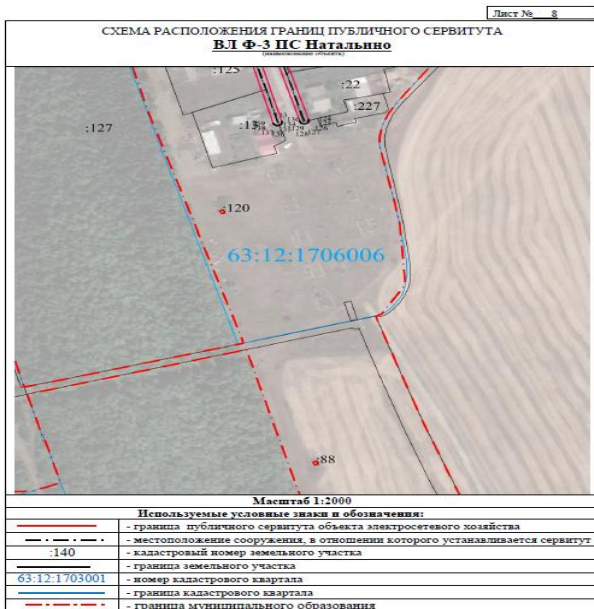 Лист № 8
СХЕМА РАСПОЛОЖЕНИЯ ГРАНИЦ ПУБЛИЧНОГО СЕРВИТУТА
ВЛ Ф-3 ПС Натальино
(наименование объекта)
:125
:22
:127
:227
:120
63:12:1706006
:88
Масштаб 1:2000
Используемые условные знаки и обозначения:
- граница публичного сервитута объекта электросетевого хозяйства
- местоположение сооружения, в отношении которого устанавливается сервитут
:140 - кадастровый номер земельного участка
- граница земельного участка
63:12:1703001 - номер кадастрового квартала
- граница кадастрового квартала
- граница муниципального образования